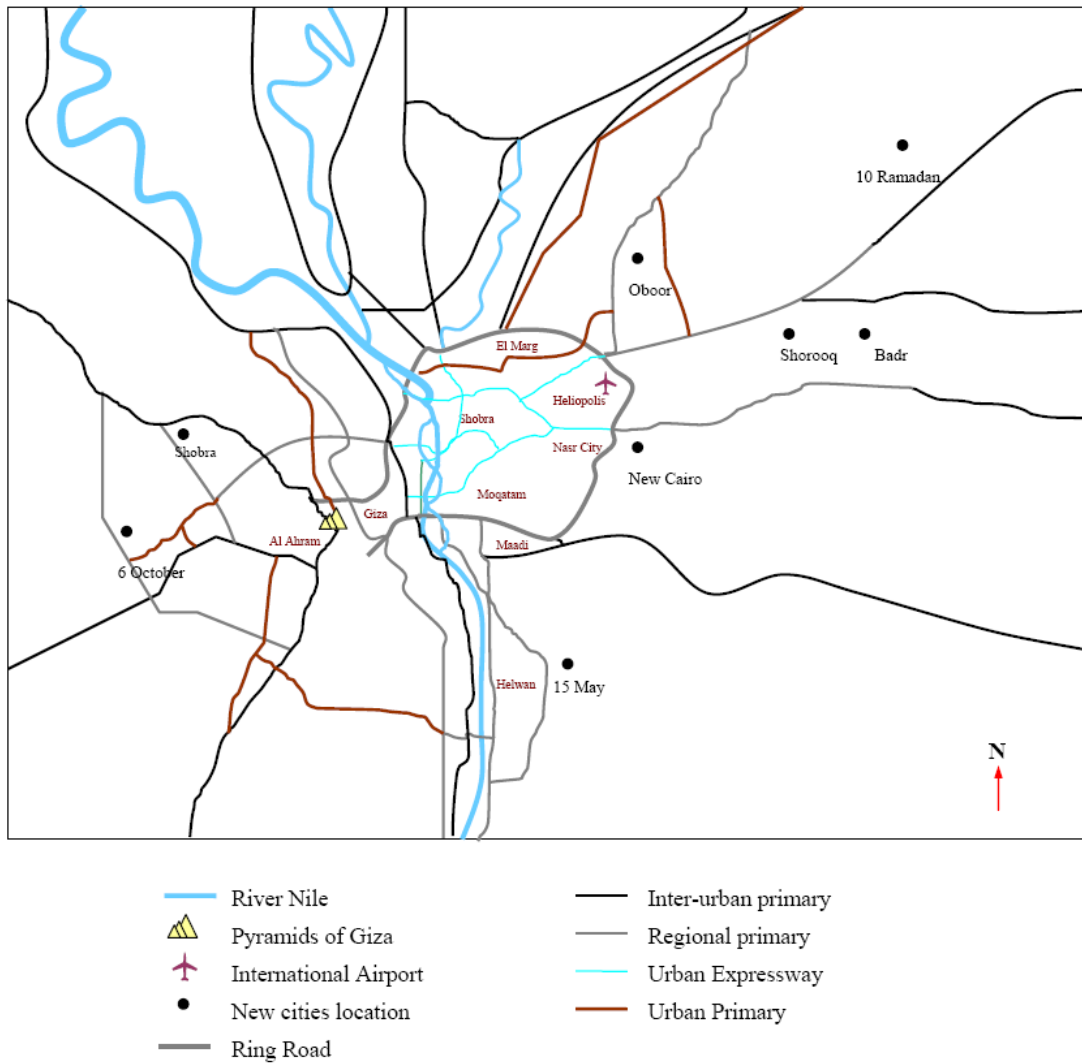 10 Ramadan
Oboor
El Marg
Shorooq
Badr
Heliopolis
Shobra
Shobra
Nasr City
New Cairo
Moqatam
Giza
Al Ahram
Maadi
6 October
Helwan
15 May
N
River Nile
Pyramids of Giza
International Airport
New cities location
Ring Road
Inter-urban primary
Regional primary
Urban Expressway
Urban Primary